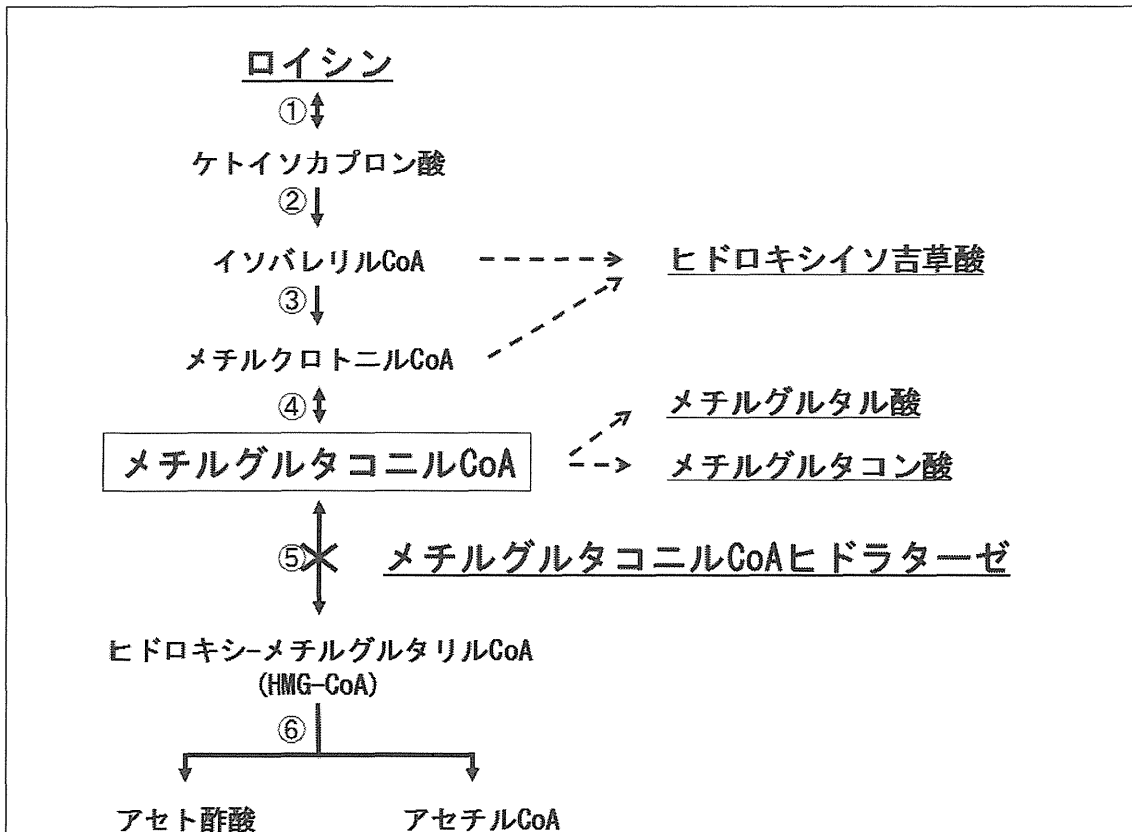 ロイシン
①
ケトイソカプロン酸
②
イソバレリルCoA
ヒドロキシイソ吉草酸
③
メチルクロトニルCoA
④
メチルグルタル酸
メチルグルタコニルCoA
メチルグルタコン酸
⑤
メチルグルタコニルCoAヒドラターゼ
ヒドロキシ-メチルグルタリルCoA
(HMG-CoA)
⑥
アセト酢酸 アセチルCoA